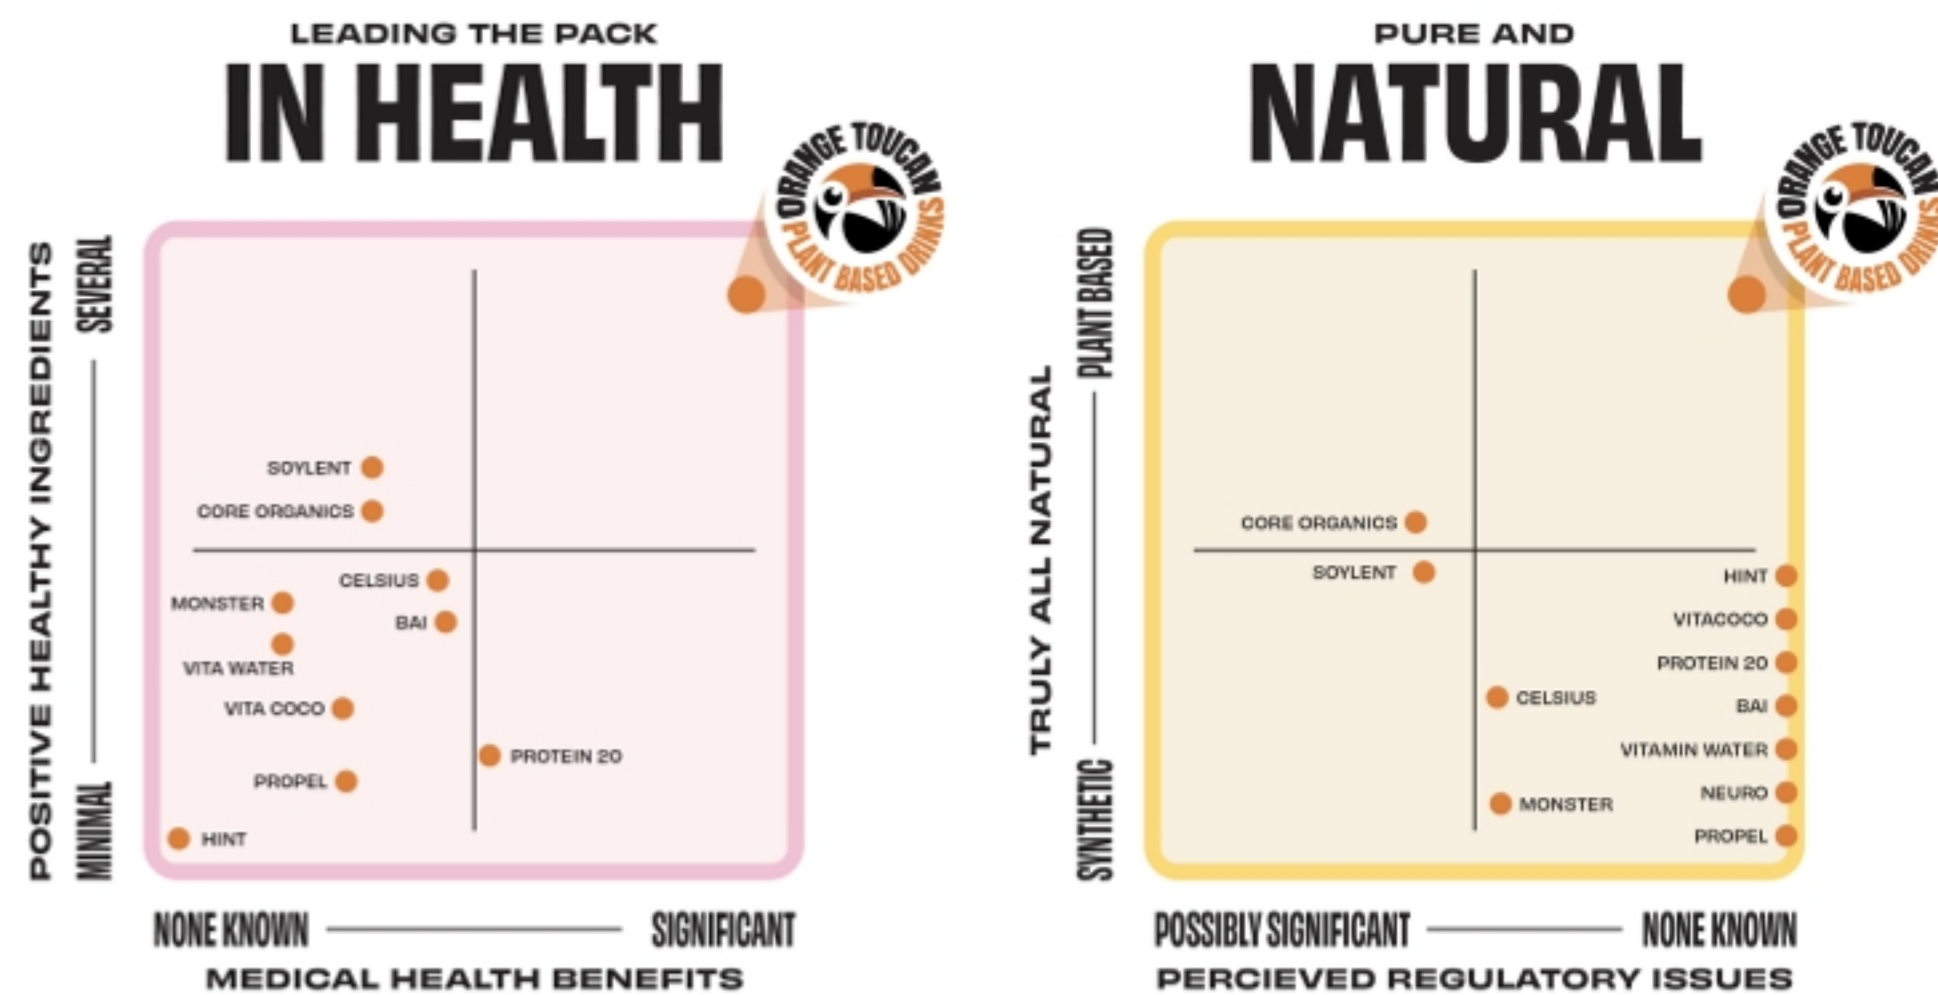 LEADING THE PACK
IN HEALTH
ORANGE TOUCAN
PLANT BASED DRINKS
POSITIVE HEALTHY INGREDIENTS
SEVERAL
MINIMAL
SOYLENT
CORE ORGANICS
CELSIUS
MONSTER
BAI
VITA WATER
VITA COCO
PROTEIN 20
PROPEL
HINT
NONE KNOWN
SIGNIFICANT
MEDICAL HEALTH BENEFITS
PURE AND
NATURAL
ORANGE TOUCAN
PLANT BASED DRINKS
TRULY ALL NATURAL
PLANT BASED
SYNTHETIC
CORE ORGANICS
SOYLENT
HINT
VITACOCO
PROTEIN 20
CELSIUS
BAI
VITAMIN WATER
NEURO
MONSTER
PROPEL
POSSIBLY SIGNIFICANT
NONE KNOWN
PERCIEVED REGULATORY ISSUES